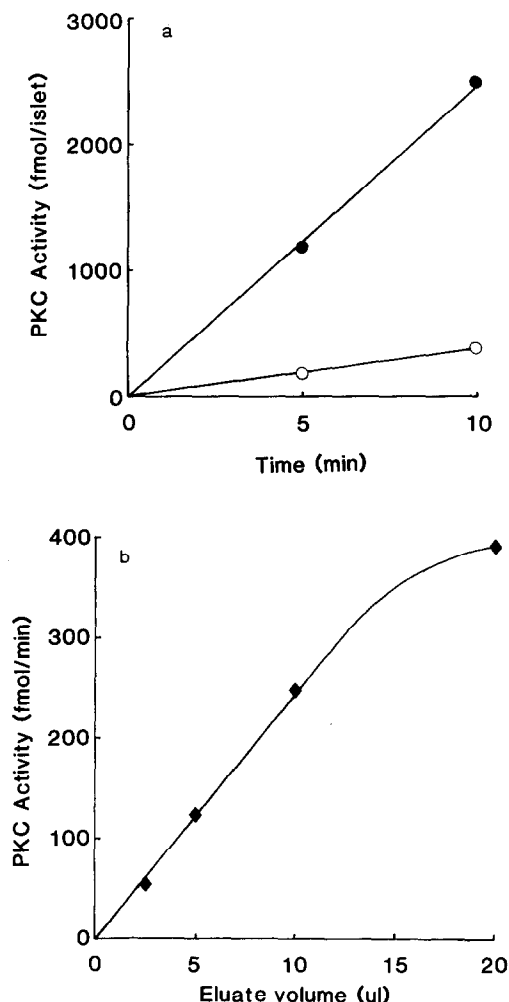 a
3000
2000
1000
0
PKC Activity (fmol/islet)
0 5 10
Time (min)
b
400
300
200
100
0
PKC Activity (fmol/min)
0 5 10 15 20
Eluate volume (ul)